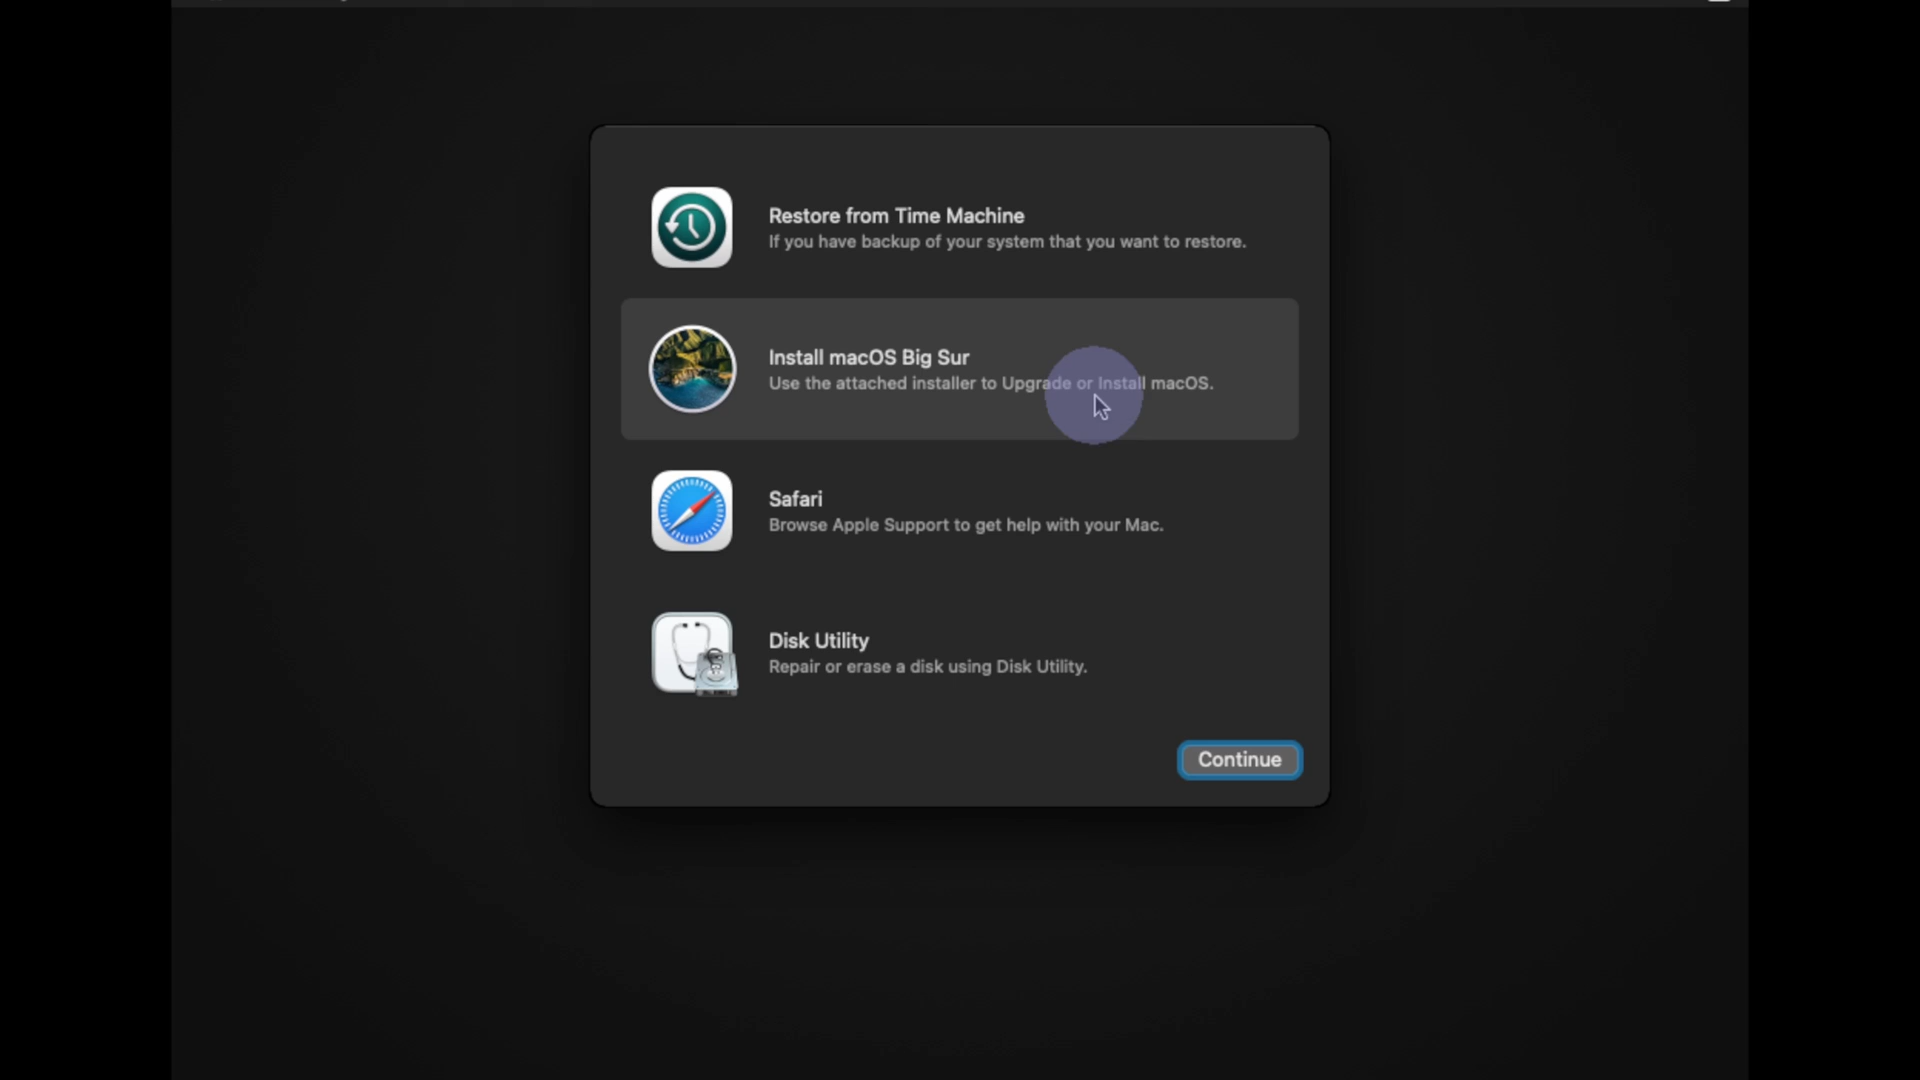 Restore from Time Machine
If you have backup of your system that you want to restore.
Install macOS Big Sur
Use the attached installer to Upgrade or Install macOS.
Safari
Browse Apple Support to get help with your Mac.
Disk Utility
Repair or erase a disk using Disk Utility.
Continue